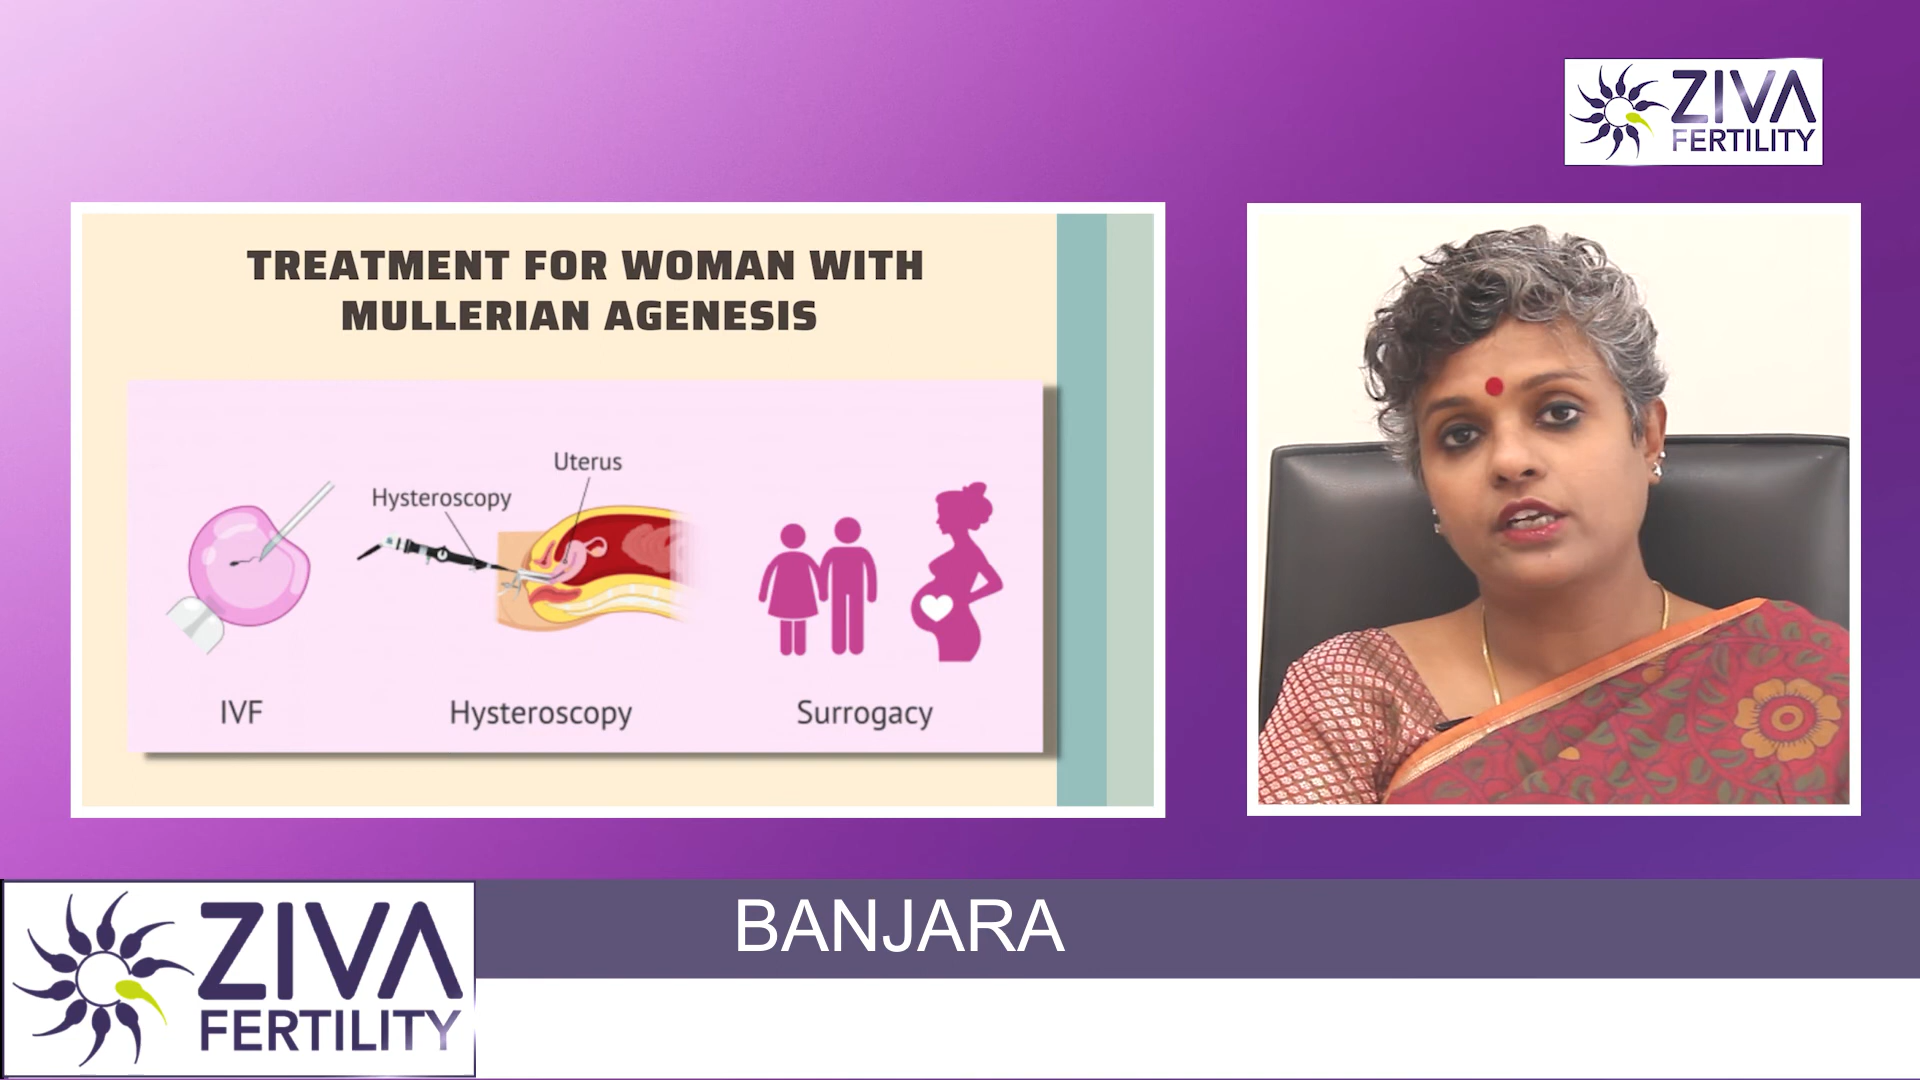 ZIVA
FERTILITY
TREATMENT FOR WOMAN WITH
MULLERIAN AGENESIS
Uterus
Hysteroscopy
IVF
Hysteroscopy
Surrogacy
ZIVA
FERTILITY
BANJARA